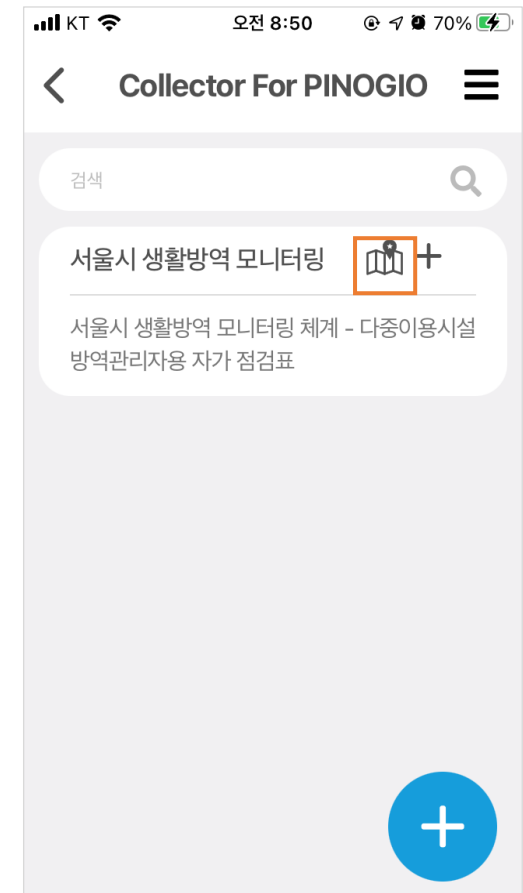 KT 오전 8:50 70%
Collector For PINOGIO
검색
서울시 생활방역 모니터링
서울시 생활방역 모니터링 체계 - 다중이용시설
방역관리자용 자가 점검표